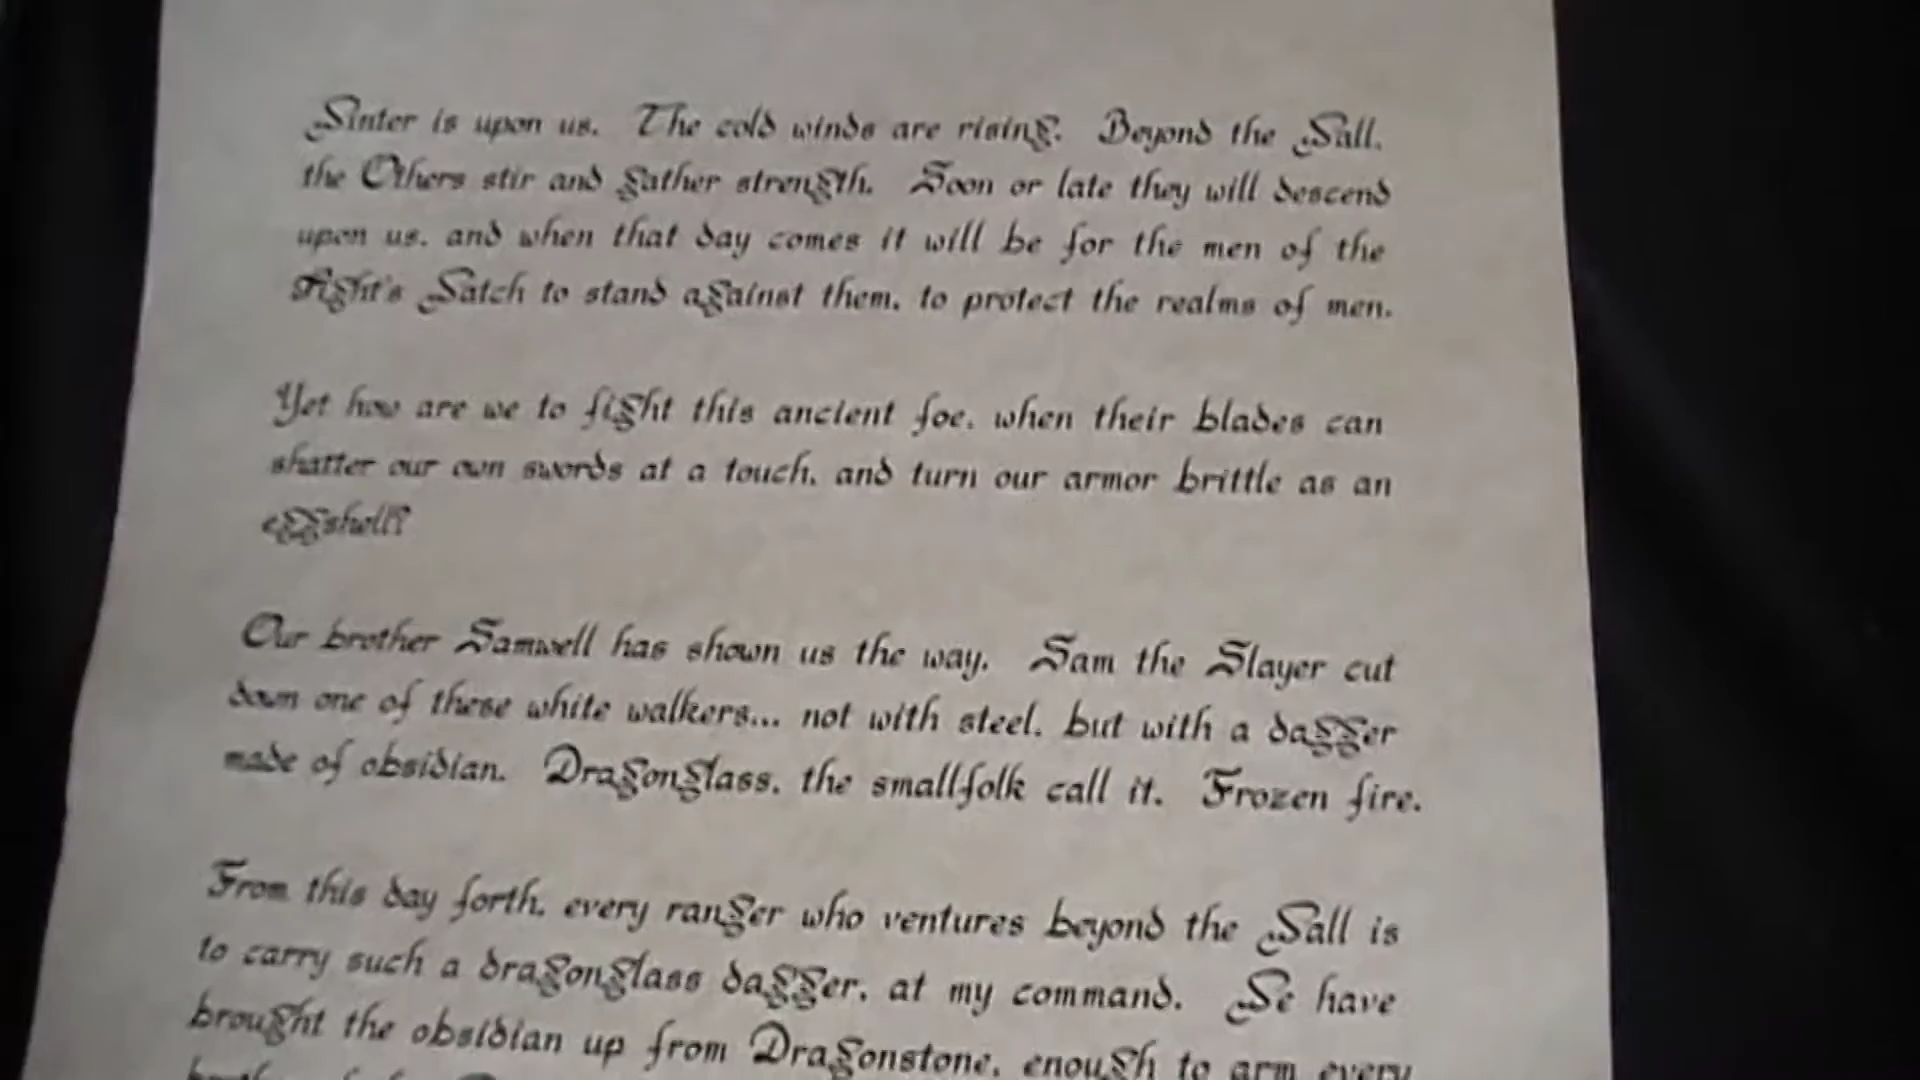 Winter is upon us. The cold winds are rising. Beyond the Wall,
the Others stir and gather strength. Soon or late they will descend
upon us, and when that day comes it will be for the men of the
Night's Watch to stand against them, to protect the realms of men.
Yet how are we to fight this ancient foe, when their blades can
shatter our own swords at a touch, and turn our armor brittle as an
eggshell?
Our brother Samwell has shown us the way. Sam the Slayer cut
down one of these white walkers... not with steel, but with a dagger
made of obsidian. Dragonglass, the smallfolk call it. Frozen fire.
From this day forth, every ranger who ventures beyond the Wall is
to carry such a dragonglass dagger, at my command. We have
brought the obsidian up from Dragonstone, enough to arm every